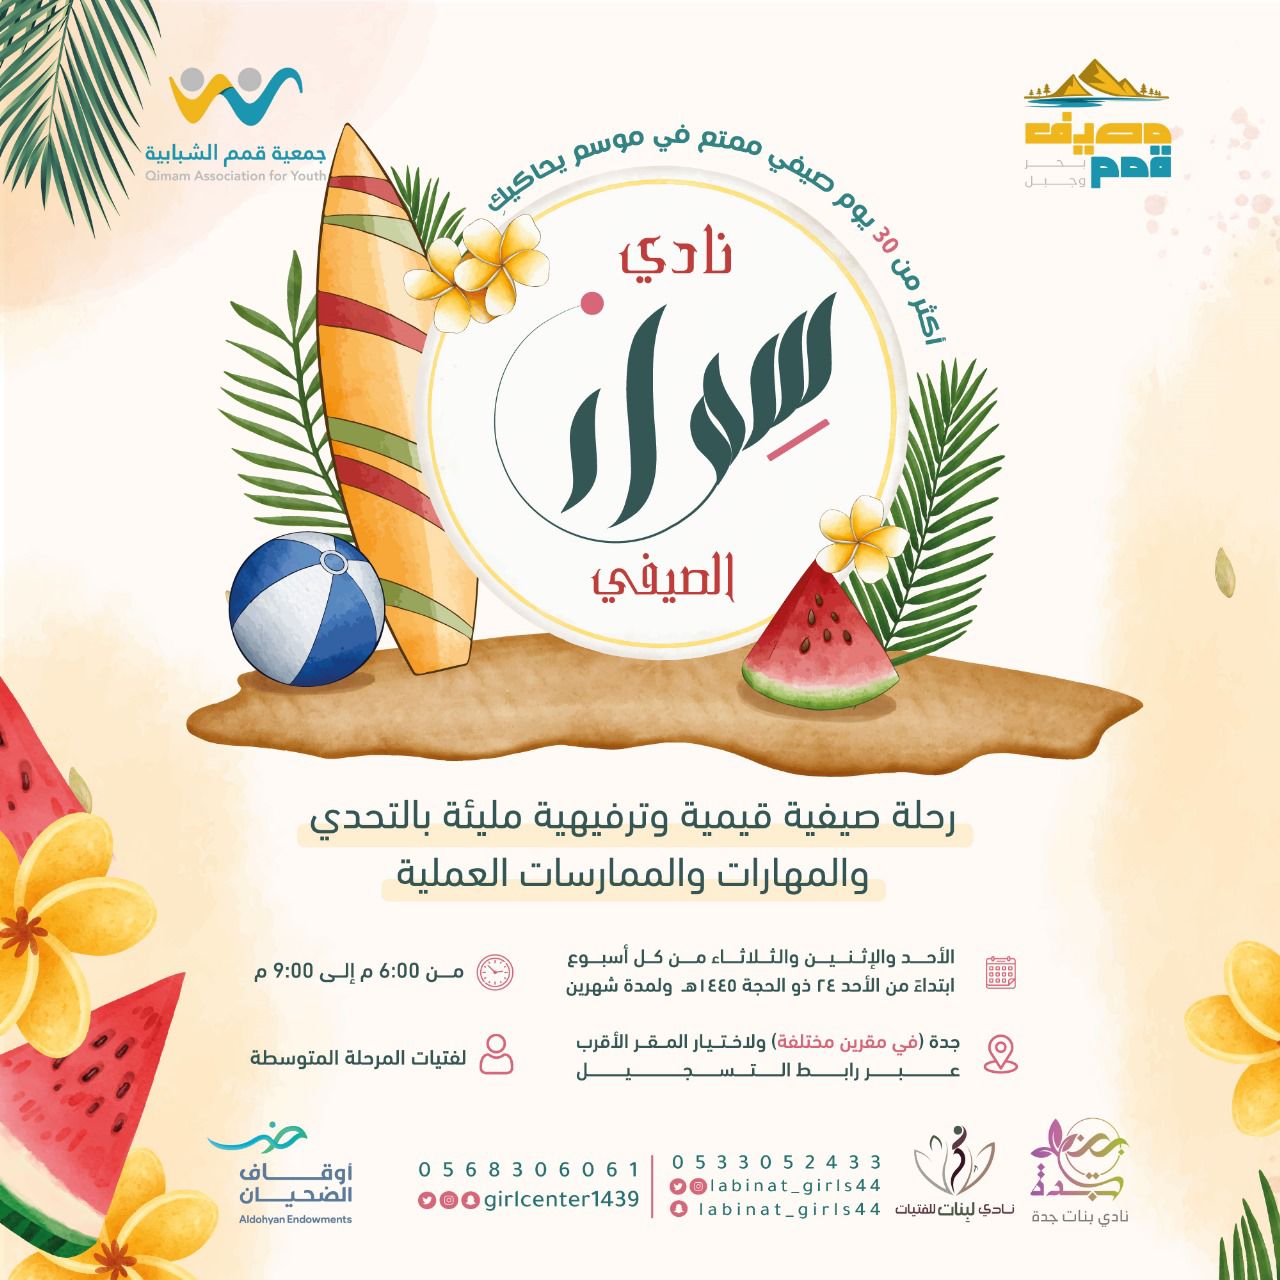 جمعية قمم الشبابية
Qimam Association for Youth
مصيف
قمم
بحر
وجبل
أكثر من 30 يوم صيفي ممتع في موسم يحاكيكِ
نادي
سوار
الصيفي
رحلة صيفية قيمية وترفيهية مليئة بالتحدي
والمهارات والممارسات العملية
الأحد والإثنين والثلاثاء من كل أسبوع
ابتداءً من الأحد ٢٤ ذو الحجة ١٤٤٥هـ ولمدة شهرين
من 6:00 م إلى 9:00 م
جدة (في مقرين مختلفة) ولاختيار المقر الأقرب
عبر رابط التسجيل
لفتيات المرحلة المتوسطة
نادي بنات جدة
نادي لبنات للفتيات
0533052433
labinat_girls44
labinat_girls44
0568306061
girlcenter1439
أوقاف
الضحيان
Aldohyan Endowments